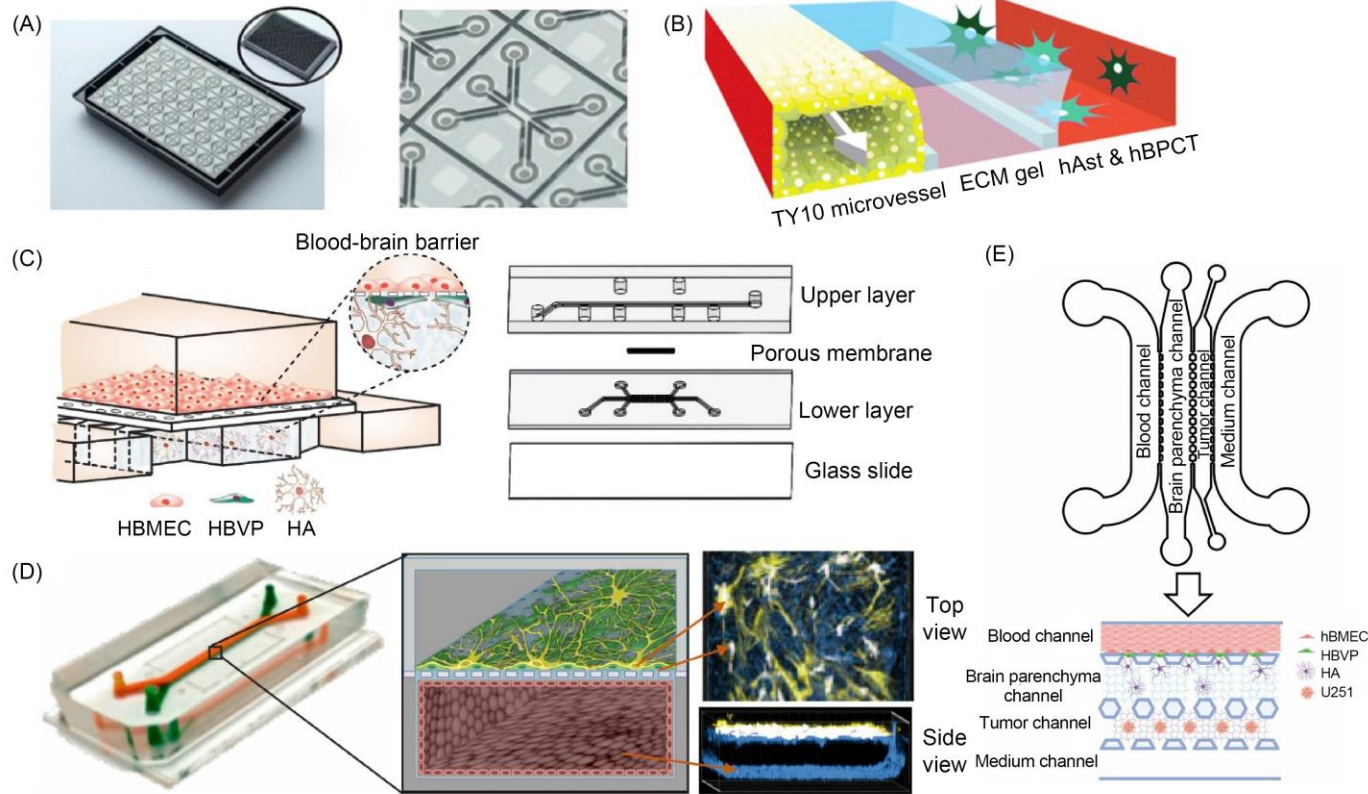 (A)
(B)
TY10 microvessel ECM gel hAst & hBPCT
(C)
Blood-brain barrier
HBMEC HBVP HA
Upper layer
Porous membrane
Lower layer
Glass slide
(D)
Top
view
Side
view
(E)
Blood channel
Brain parenchyma channel
Tumor channel
Medium channel
Blood channel
Brain parenchyma
channel
Tumor channel
Medium channel
hBMEC
HBVP
HA
U251